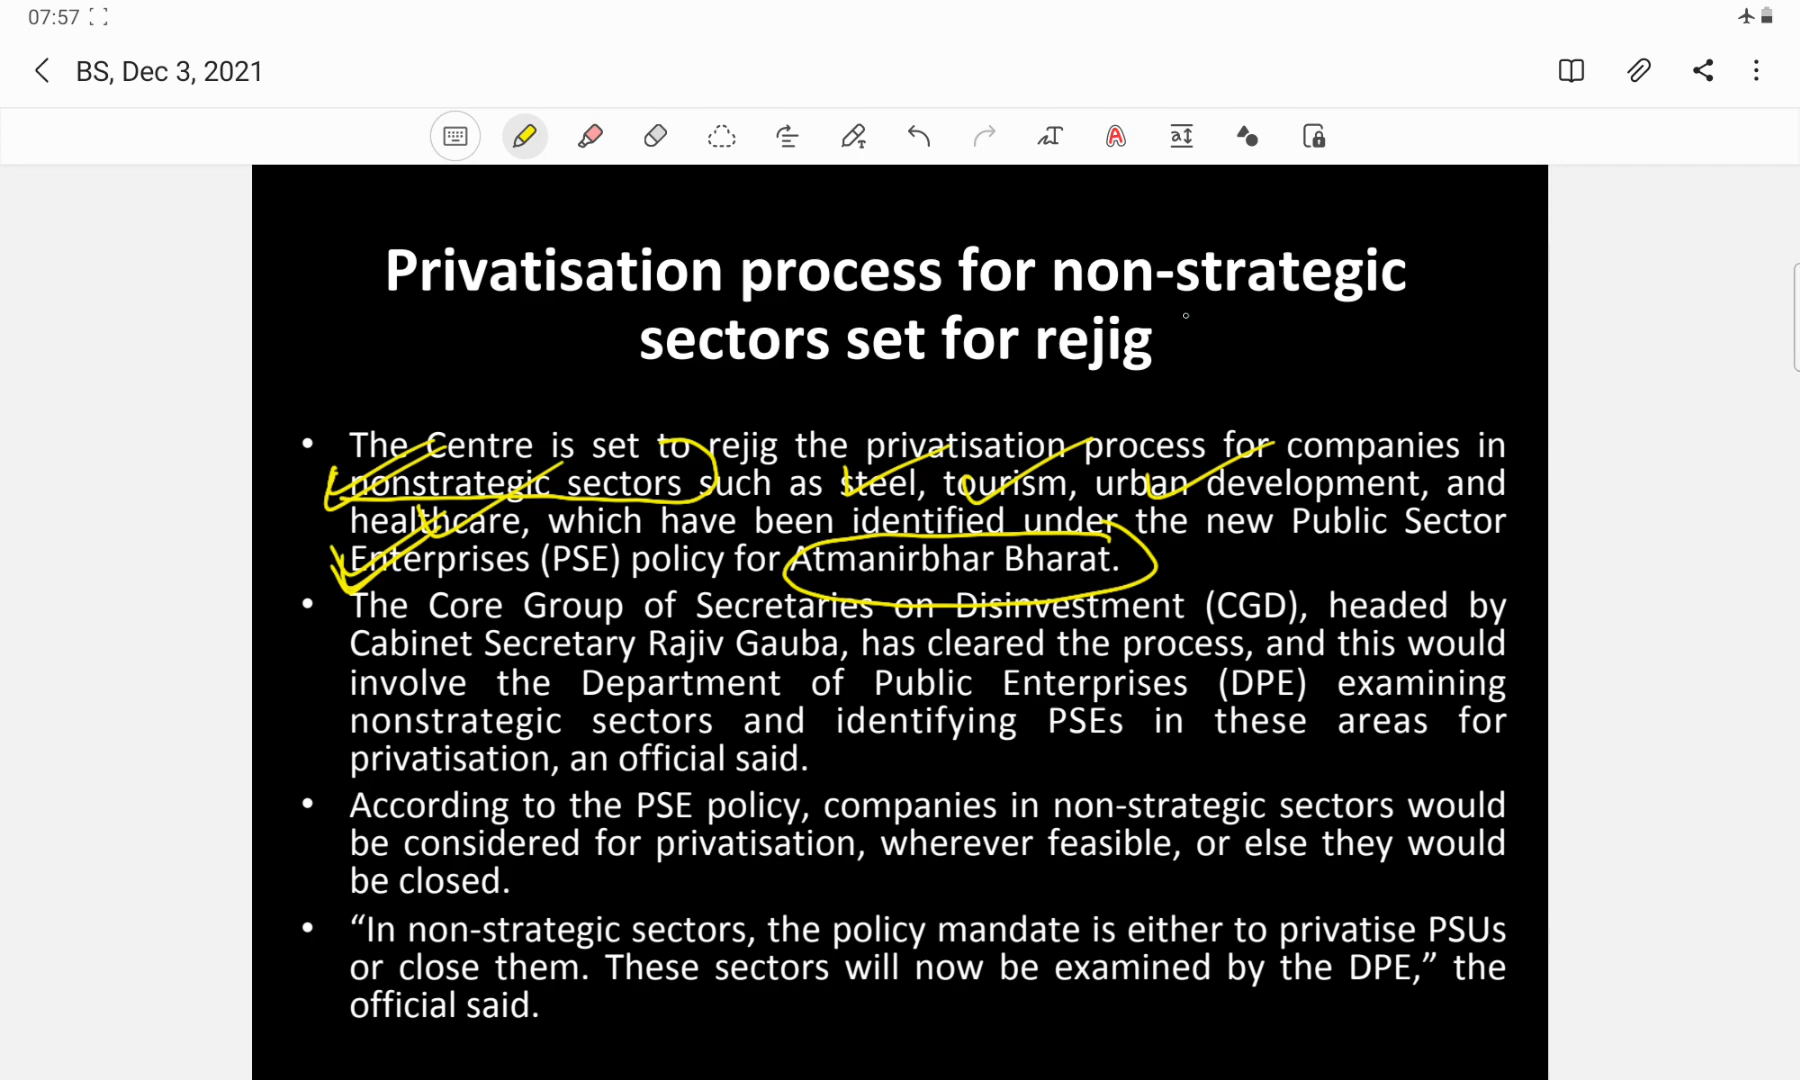 07:57
BS, Dec 3, 2021
Privatisation process for non-strategic
sectors set for rejig
• The Centre is set to rejig the privatisation process for companies in
nonstrategic sectors such as steel, tourism, urban development, and
healthcare, which have been identified under the new Public Sector
Enterprises (PSE) policy for Atmanirbhar Bharat.
• The Core Group of Secretaries on Disinvestment (CGD), headed by
Cabinet Secretary Rajiv Gauba, has cleared the process, and this would
involve the Department of Public Enterprises (DPE) examining
nonstrategic sectors and identifying PSEs in these areas for
privatisation, an official said.
• According to the PSE policy, companies in non-strategic sectors would
be considered for privatisation, wherever feasible, or else they would
be closed.
• “In non-strategic sectors, the policy mandate is either to privatise PSUs
or close them. These sectors will now be examined by the DPE,” the
official said.